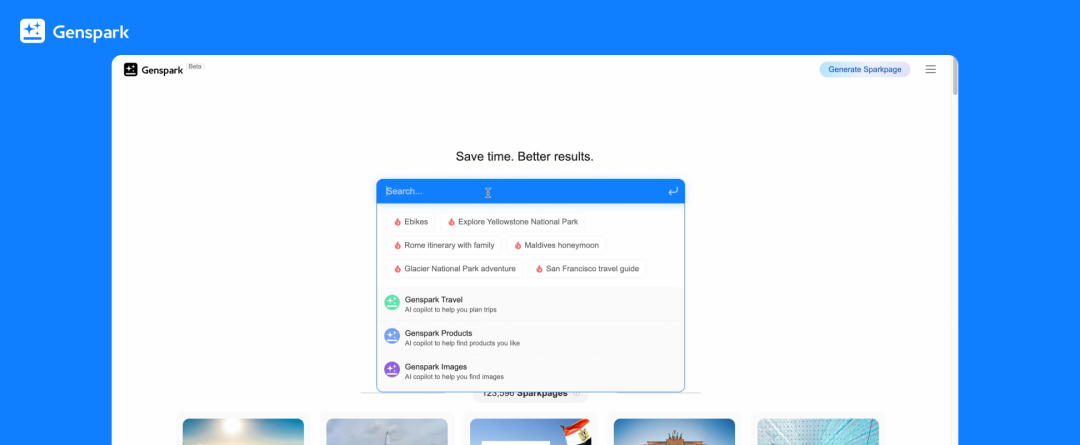 Genspark
Genspark Beta
Generate Sparkpage
Save time. Better results.
Search...
Ebikes
Explore Yellowstone National Park
Rome itinerary with family
Maldives honeymoon
Glacier National Park adventure
San Francisco travel guide
Genspark Travel
AI copilot to help you plan trips
Genspark Products
AI copilot to help find products you like
Genspark Images
AI copilot to help you find images
123,596 Sparkpages